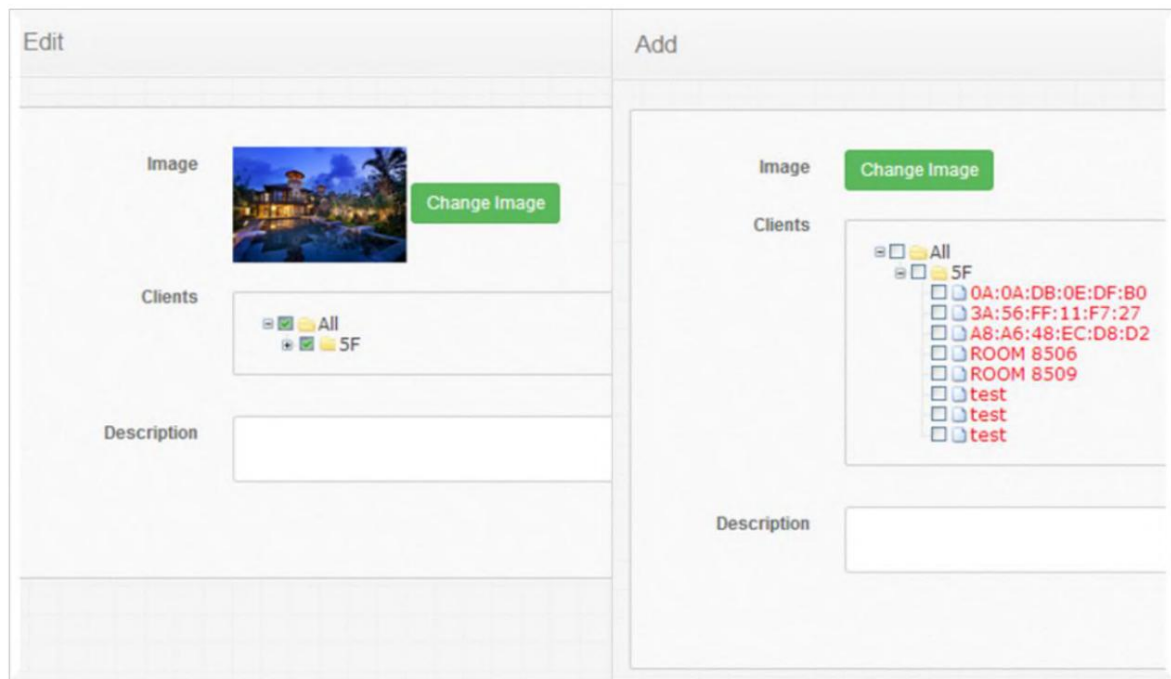 Edit
Image
Change Image
Clients
All
5F
Description
Add
Image
Change Image
Clients
All
5F
0A:0A:DB:0E:DF:B0
3A:56:FF:11:F7:27
A8:A6:48:EC:D8:D2
ROOM 8506
ROOM 8509
test
test
test
Description